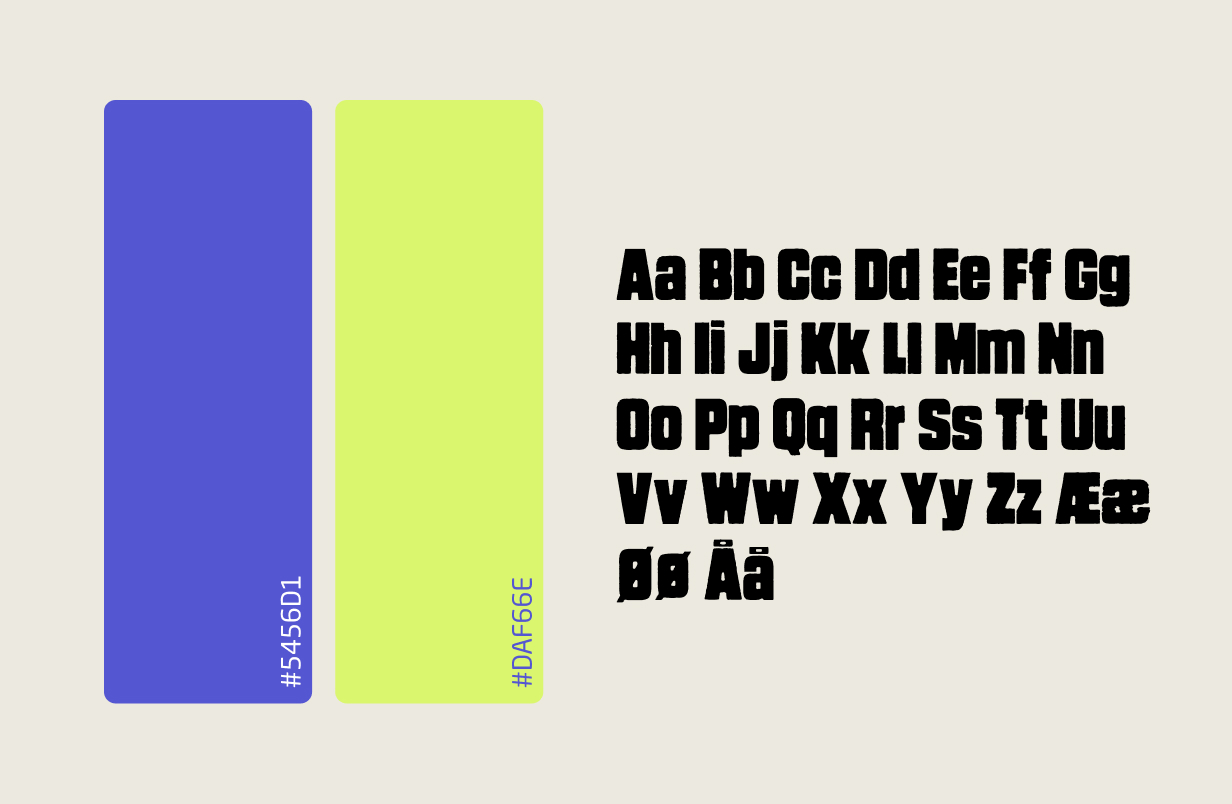 #5456D1
#DAF66E
Aa Bb Cc Dd Ee Ff Gg
Hh Ii Jj Kk Ll Mm Nn
Oo Pp Qq Rr Ss Tt Uu
Vv Ww Xx Yy Zz Ææ
Øø Åå